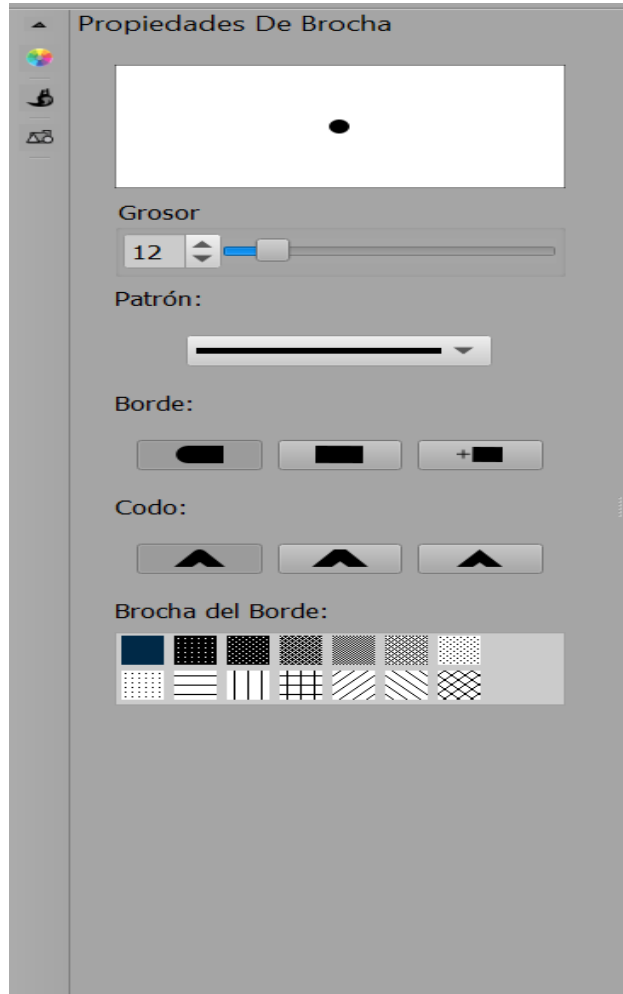 Propiedades De Brocha
Grosor
12
Patrón:
Borde:
Codo:
Brocha del Borde: